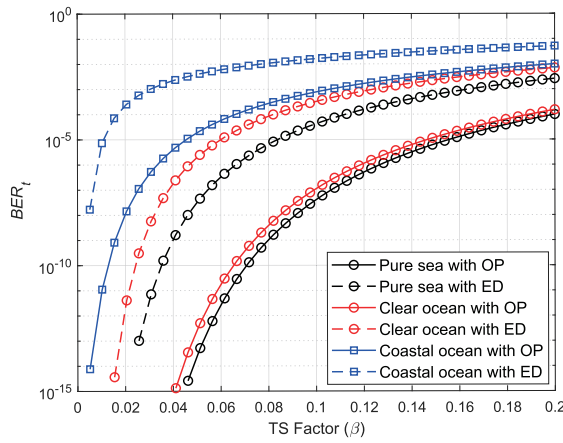 10^0
10^-5
10^-10
10^-15
BER_t
Pure sea with OP
Pure sea with ED
Clear ocean with OP
Clear ocean with ED
Coastal ocean with OP
Coastal ocean with ED
0 0.02 0.04 0.06 0.08 0.1 0.12 0.14 0.16 0.18 0.2
TS Factor (β)